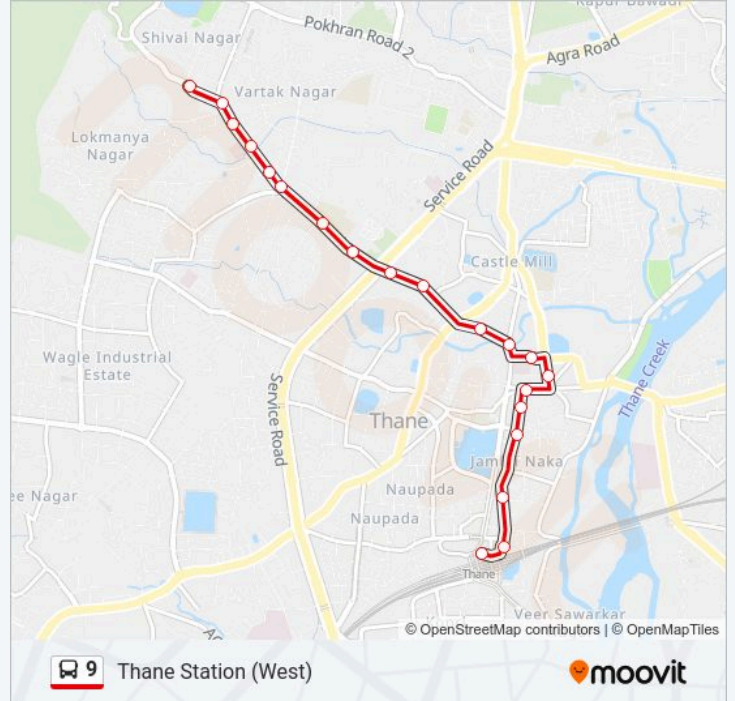 Kapur Bawadi
Shivai Nagar
Pokhran Road 2
Agra Road
Vartak Nagar
Lokmanya
Nagar
Service Road
Castle Mill
Wagle Industrial
Estate
Thane Creek
Service Road
Thane
Naka
ee Nagar
Naupada
Naupada
Thane
Veer Sawarkar
© OpenStreetMap contributors | © OpenMapTiles
9 Thane Station (West)
moovit